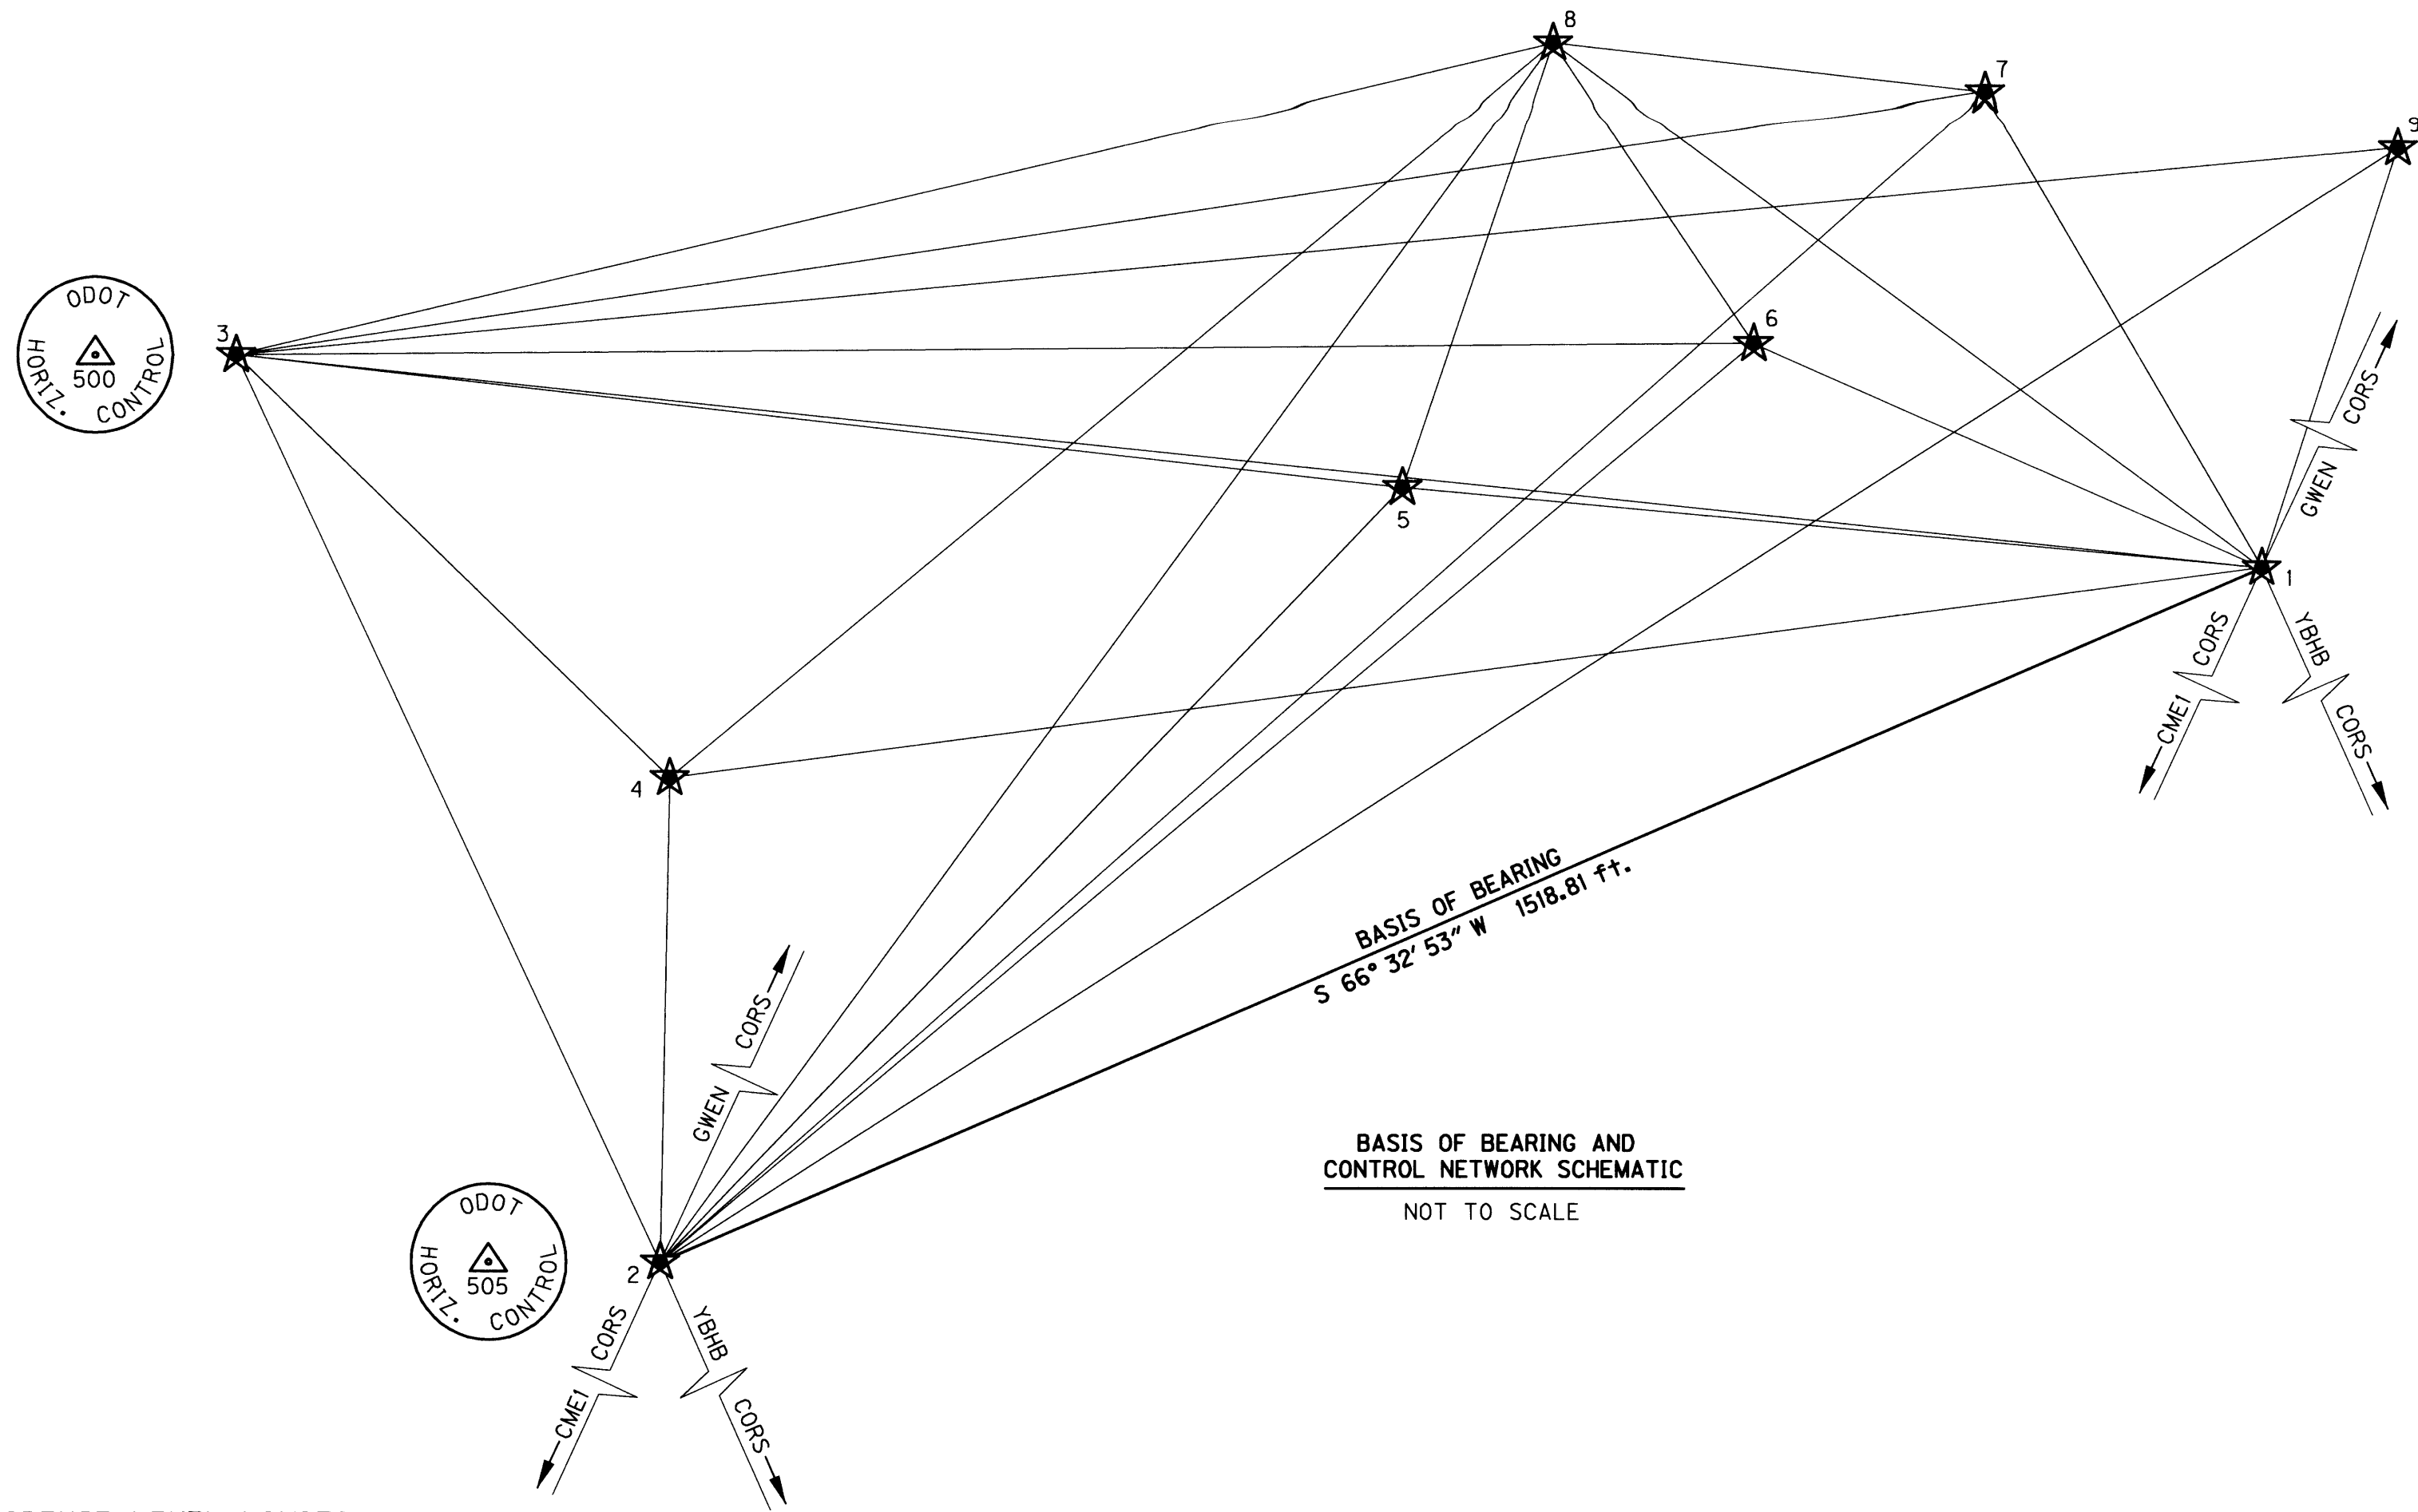 8
7
9
ODOT
HORIZ. CONTROL
500
3
6
5
CORS
GWEN
1
CORS
CME1
YBHB
CORS
4
BASIS OF BEARING
S 66° 32' 53" W 1518.81 ft.
GWEN
CORS
BASIS OF BEARING AND
CONTROL NETWORK SCHEMATIC
NOT TO SCALE
ODOT
HORIZ. CONTROL
505
2
CORS
CME1
YBHB
CORS